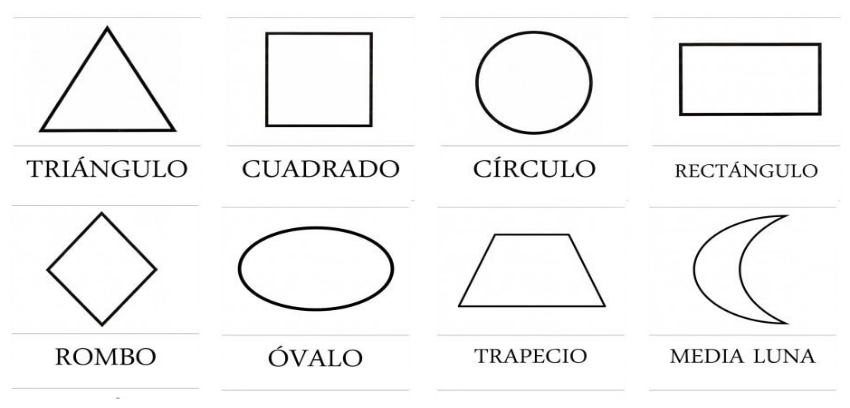 TRIÁNGULO CUADRADO CÍRCULO RECTÁNGULO
ROMBO ÓVALO TRAPECIO MEDIA LUNA